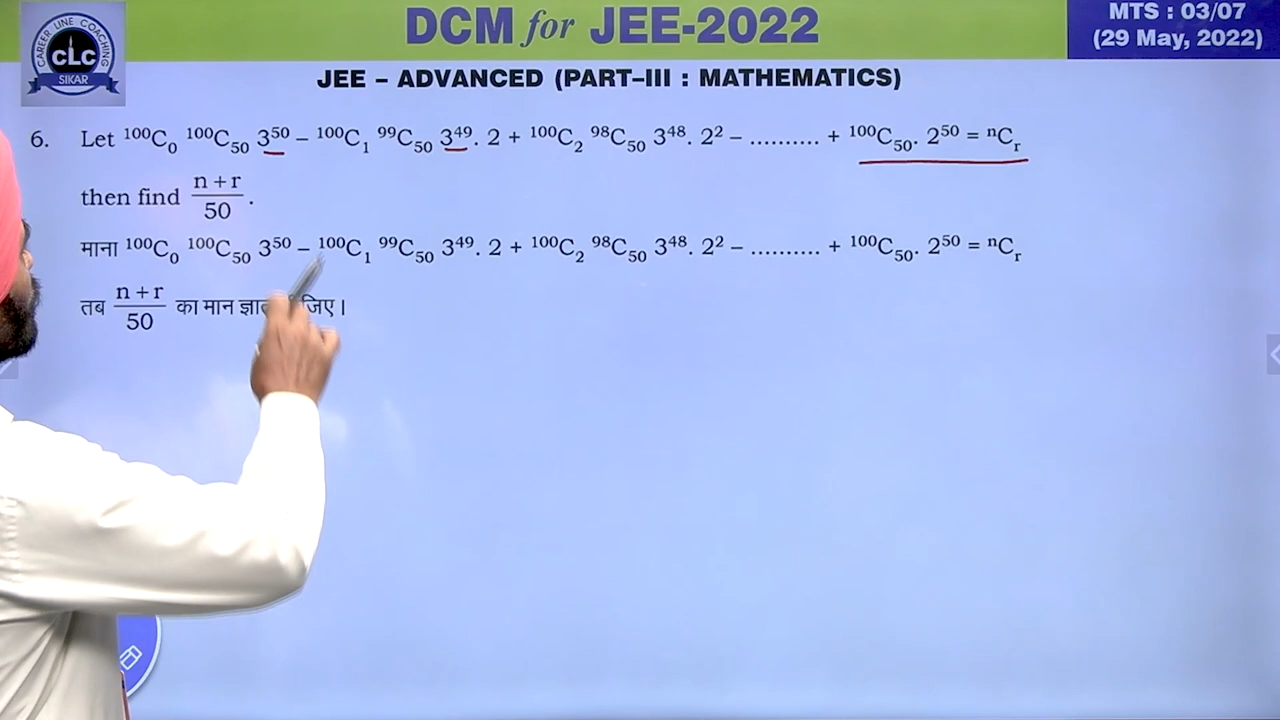 DCM for JEE-2022
MTS : 03/07
(29 May, 2022)
CAREER LINE COACHING
CLC
SIKAR
JEE – ADVANCED (PART–III : MATHEMATICS)
6. Let ¹⁰⁰C₀ ¹⁰⁰C₅₀ 3⁵⁰ – ¹⁰⁰C₁ ⁹⁹C₅₀ 3⁴⁹. 2 + ¹⁰⁰C₂ ⁹⁸C₅₀ 3⁴⁸. 2² – .......... + ¹⁰⁰C₅₀. 2⁵⁰ = ⁿCᵣ
then find (n + r)/50 .
माना ¹⁰⁰C₀ ¹⁰⁰C₅₀ 3⁵⁰ – ¹⁰⁰C₁ ⁹⁹C₅₀ 3⁴⁹. 2 + ¹⁰⁰C₂ ⁹⁸C₅₀ 3⁴⁸. 2² – .......... + ¹⁰⁰C₅₀. 2⁵⁰ = ⁿCᵣ
तब (n + r)/50 का मान